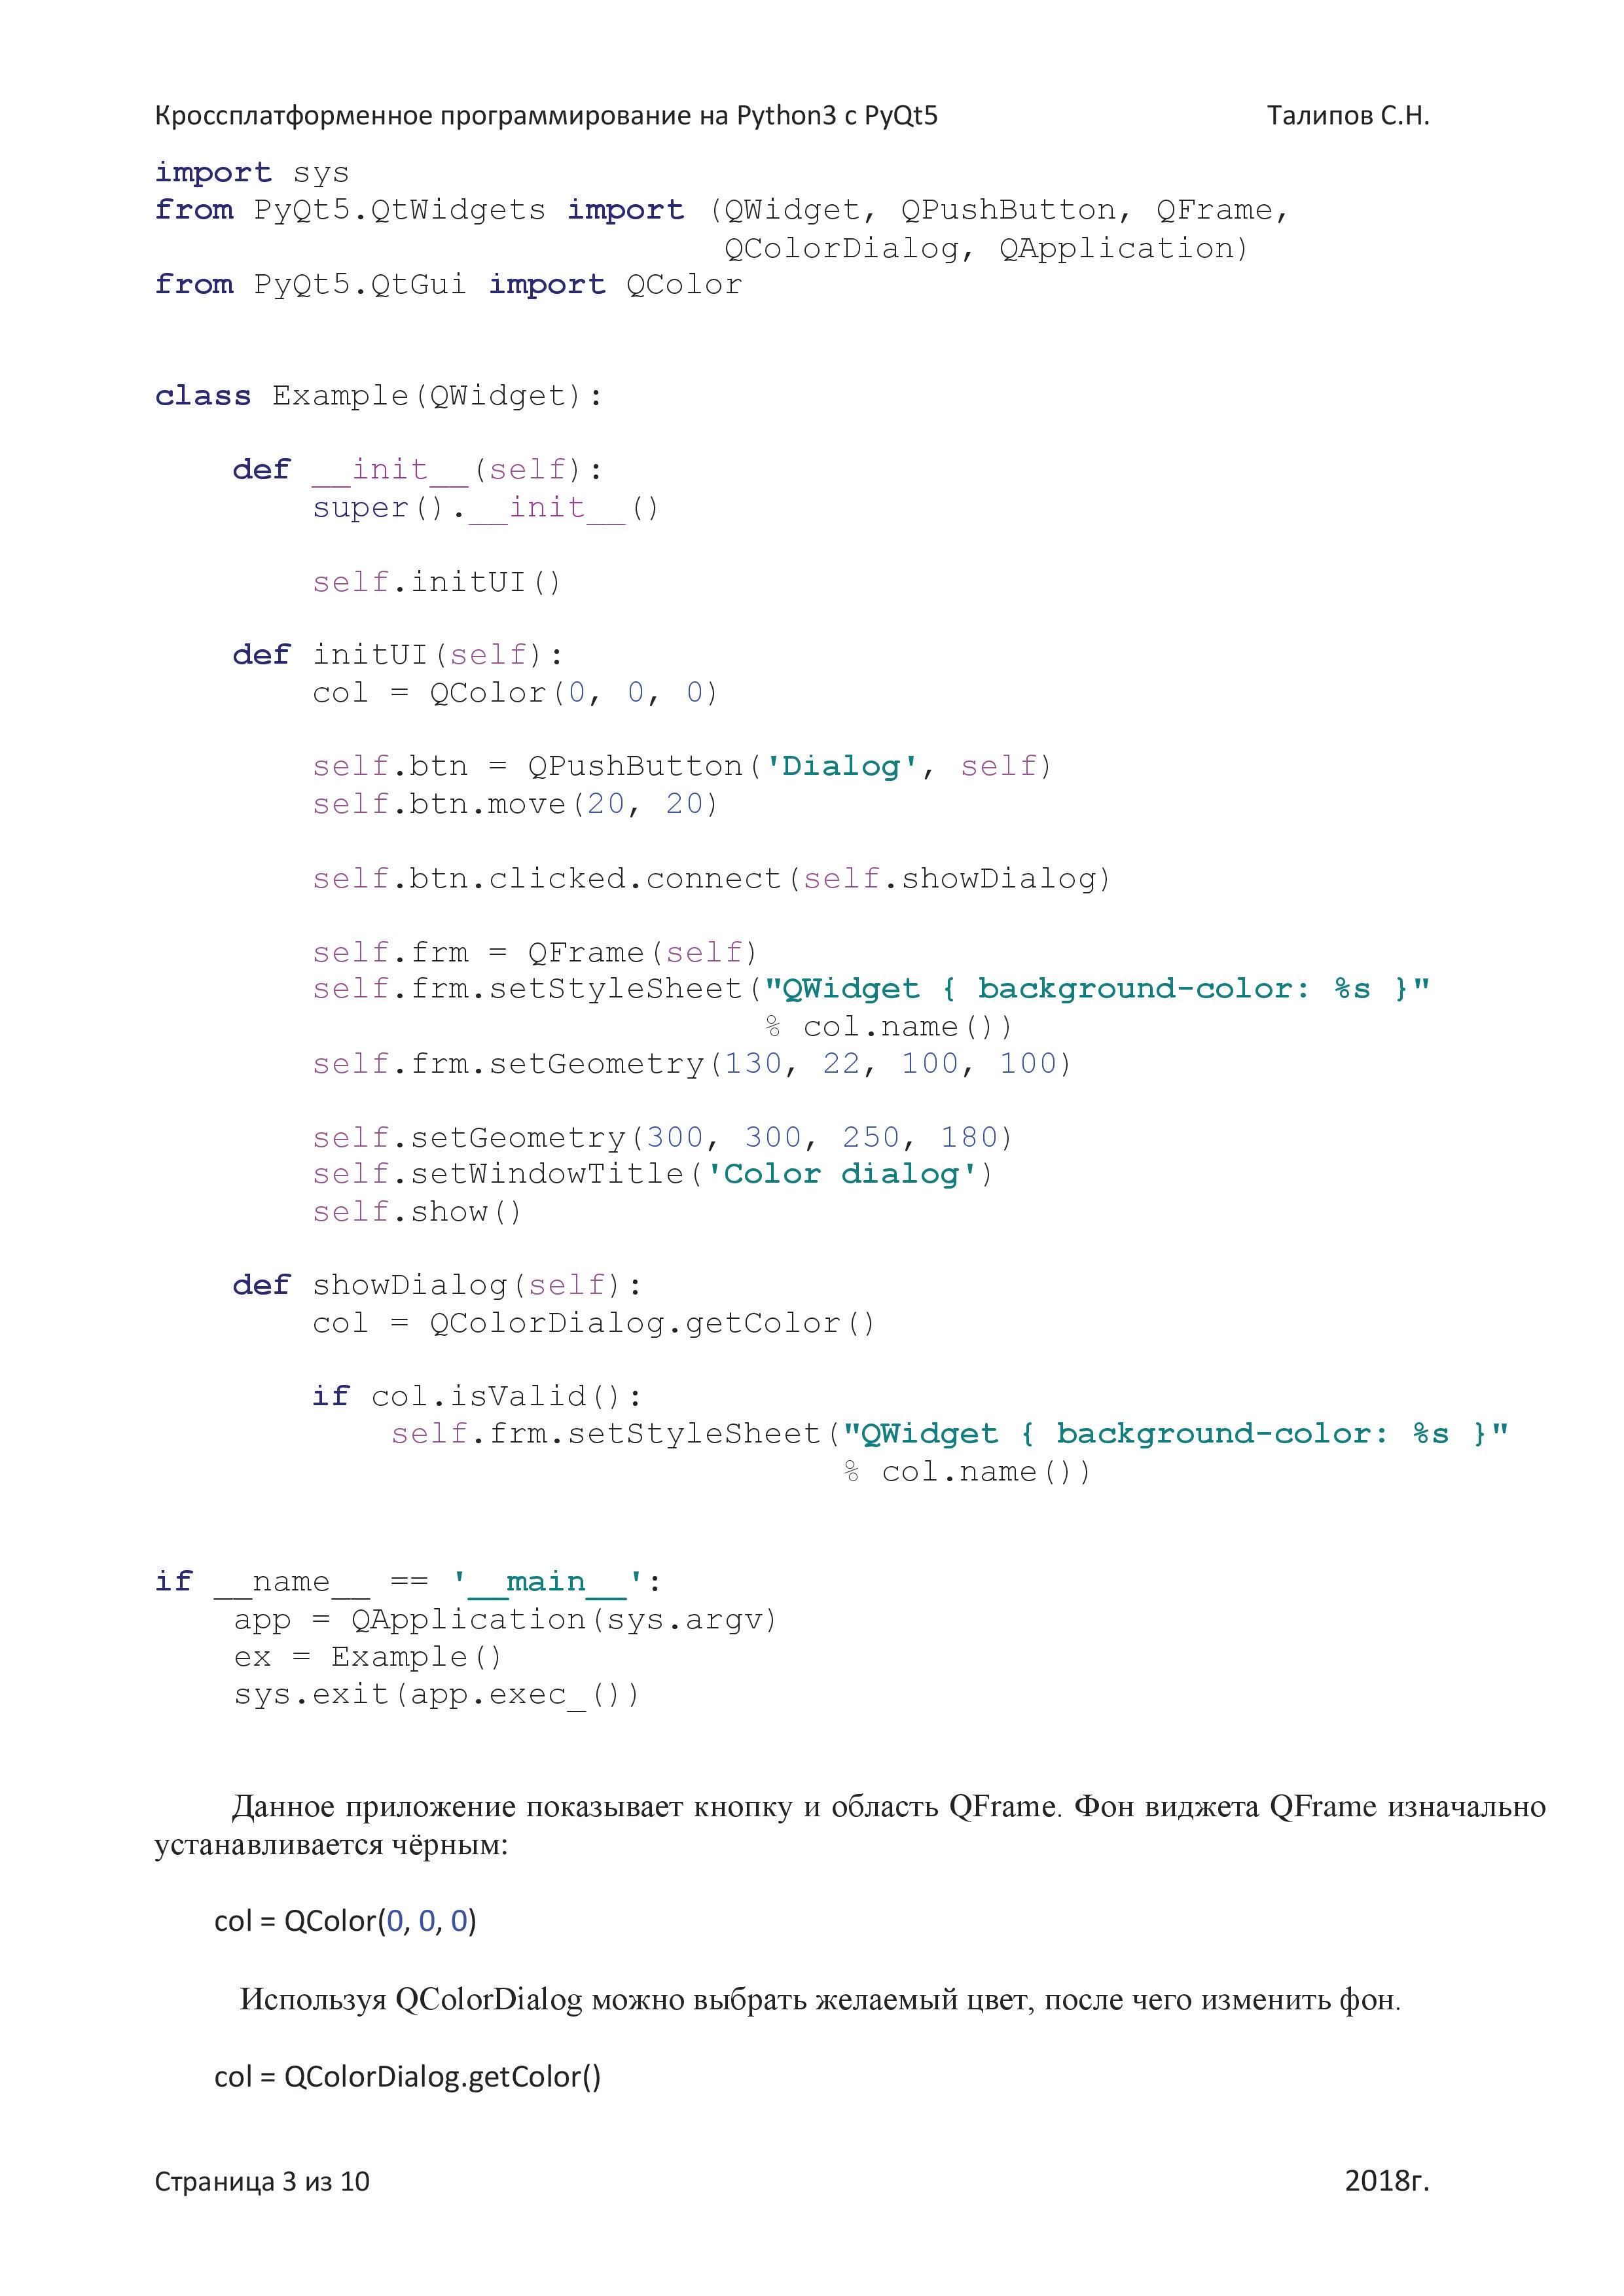 Кроссплатформенное программирование на Python3 с PyQt5 Талипов С.Н.
import sys
from PyQt5.QtWidgets import (QWidget, QPushButton, QFrame,
                             QColorDialog, QApplication)
from PyQt5.QtGui import QColor


class Example(QWidget):

    def __init__(self):
        super().__init__()

        self.initUI()

    def initUI(self):
        col = QColor(0, 0, 0)

        self.btn = QPushButton('Dialog', self)
        self.btn.move(20, 20)

        self.btn.clicked.connect(self.showDialog)

        self.frm = QFrame(self)
        self.frm.setStyleSheet("QWidget { background-color: %s }"
                               % col.name())
        self.frm.setGeometry(130, 22, 100, 100)

        self.setGeometry(300, 300, 250, 180)
        self.setWindowTitle('Color dialog')
        self.show()

    def showDialog(self):
        col = QColorDialog.getColor()

        if col.isValid():
            self.frm.setStyleSheet("QWidget { background-color: %s }"
                                   % col.name())


if __name__ == '__main__':
    app = QApplication(sys.argv)
    ex = Example()
    sys.exit(app.exec_())

Данное приложение показывает кнопку и область QFrame. Фон виджета QFrame изначально
устанавливается чёрным:

col = QColor(0, 0, 0)

Используя QColorDialog можно выбрать желаемый цвет, после чего изменить фон.

col = QColorDialog.getColor()

Страница 3 из 10 2018г.